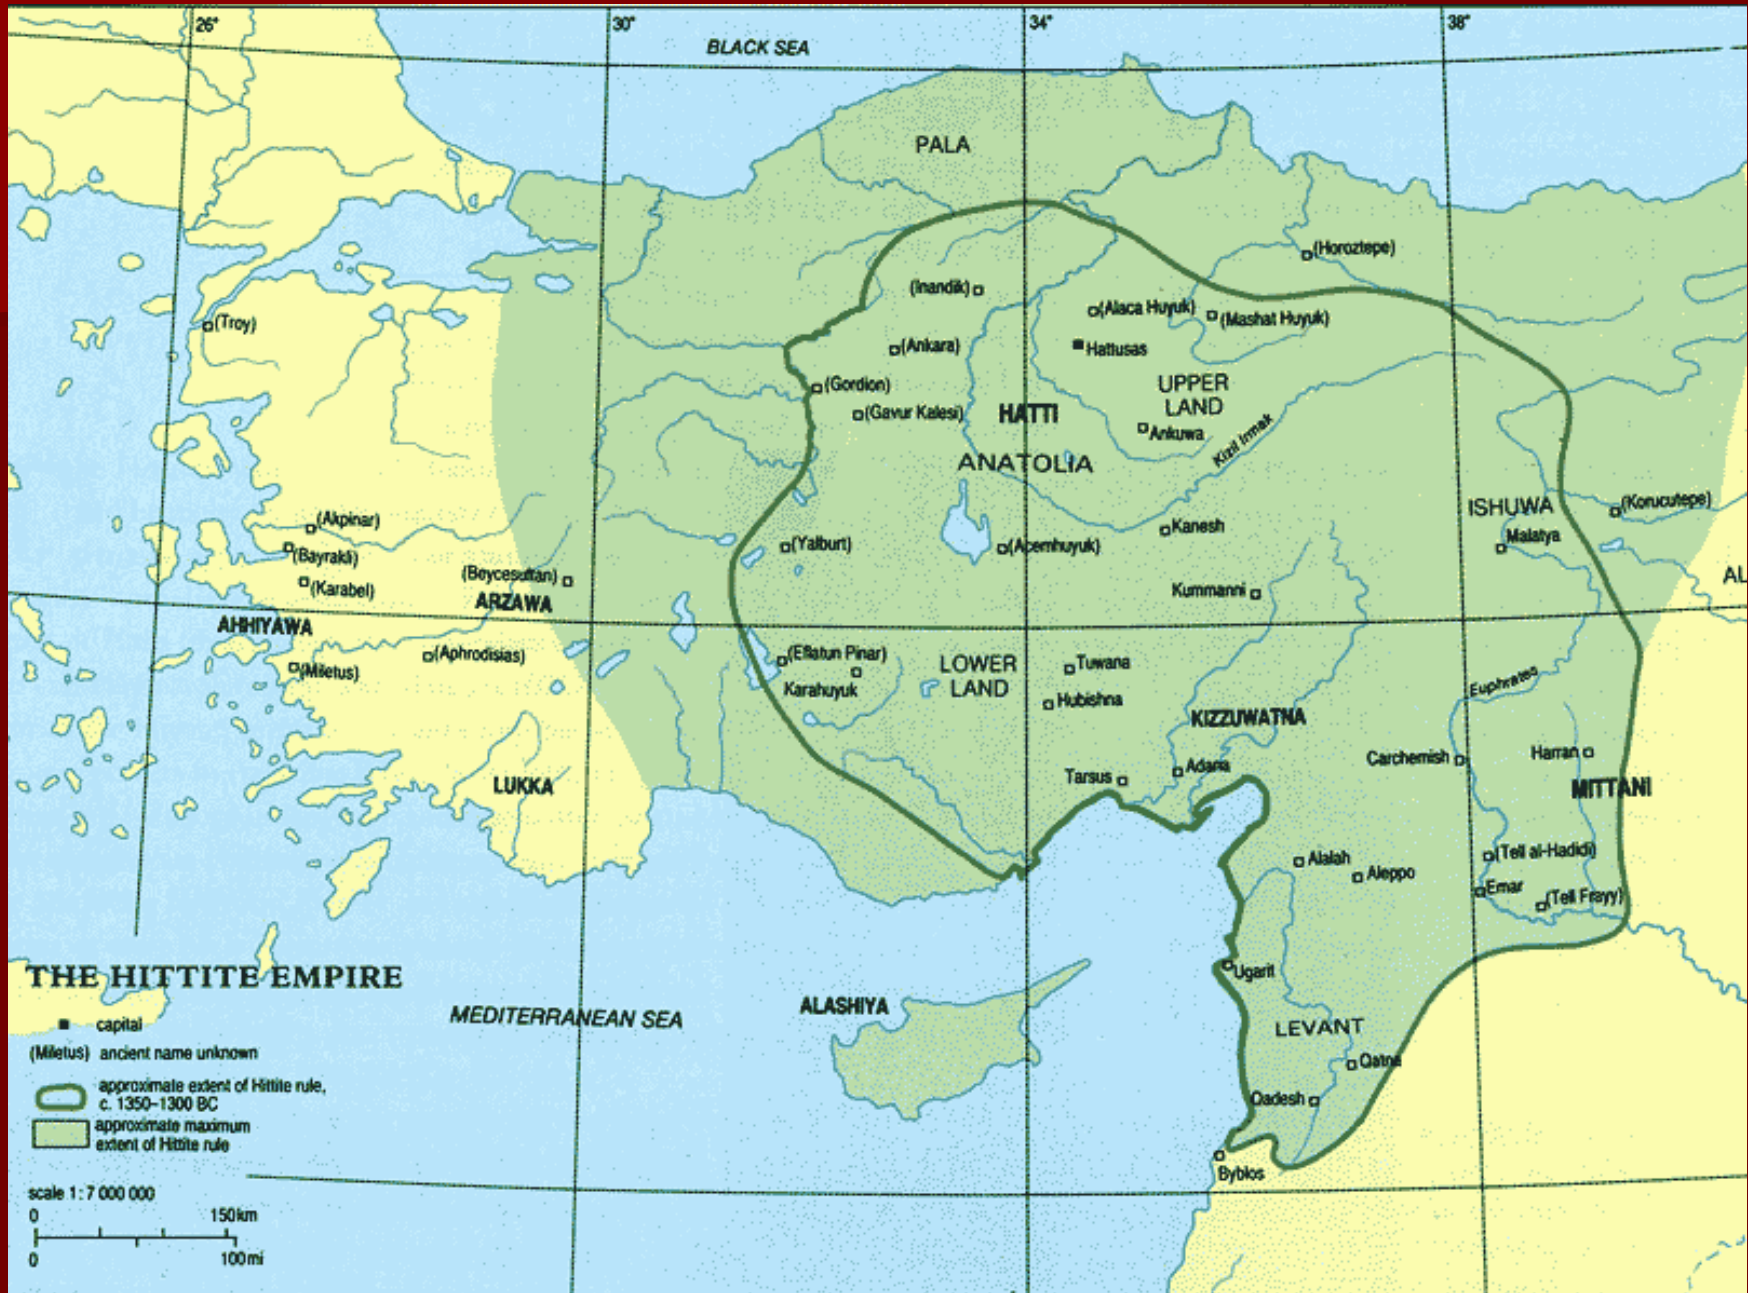 26°
30°
34°
38°
BLACK SEA
PALA
(Horoztepe)
(Inandik)
(Alaca Huyuk)
(Mashat Huyuk)
(Troy)
(Ankara)
Hattusas
(Gordion)
UPPER
LAND
(Gavur Kalesi)
HATTI
Ankuwa
Kizil Irmak
ANATOLIA
ISHUWA
(Korucutepe)
(Akpinar)
Kanesh
Malatya
(Bayrakli)
(Yalburt)
(Acemhuyuk)
(Karabel)
(Beycesultan)
ARZAWA
Kummanni
AL
AHHIYAWA
(Miletus)
(Aphrodisias)
(Eflatun Pinar)
Karahuyuk
LOWER
LAND
Tuwana
Hubishna
Euphrates
KIZZUWATNA
LUKKA
Tarsus
Adana
Carchemish
Harran
MITTANI
Alalah
Aleppo
(Tell al-Hadidi)
Emar
(Tell Frayy)
Ugarit
ALASHIYA
MEDITERRANEAN SEA
LEVANT
Qatna
Qadesh
Byblos
THE HITTITE EMPIRE
capital
(Miletus) ancient name unknown
approximate extent of Hittite rule,
c. 1350–1300 BC
approximate maximum
extent of Hittite rule
scale 1 : 7 000 000
0 150km
0 100mi